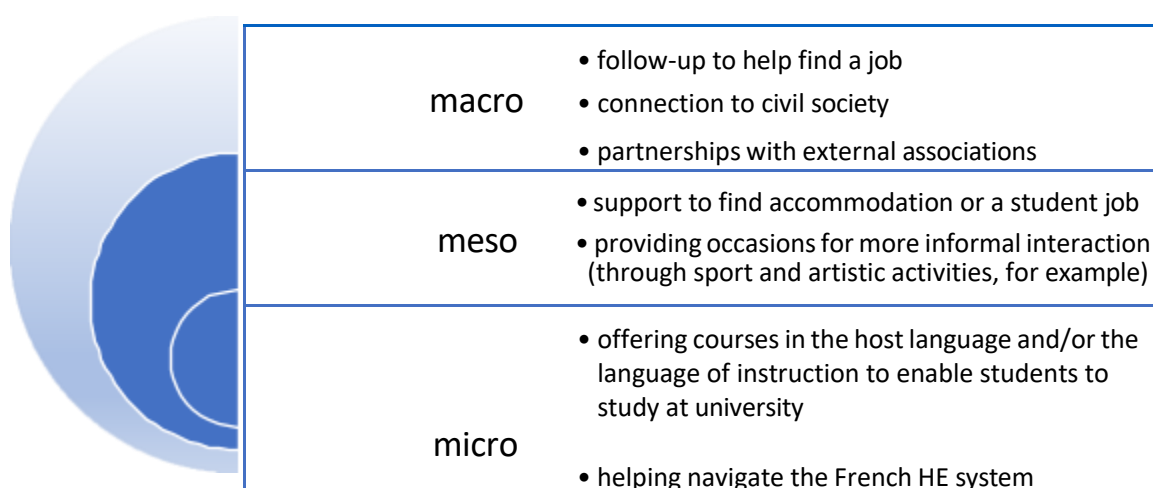 macro
• follow-up to help find a job
• connection to civil society
• partnerships with external associations
meso
• support to find accommodation or a student job
• providing occasions for more informal interaction
(through sport and artistic activities, for example)
micro
• offering courses in the host language and/or the
language of instruction to enable students to
study at university
• helping navigate the French HE system